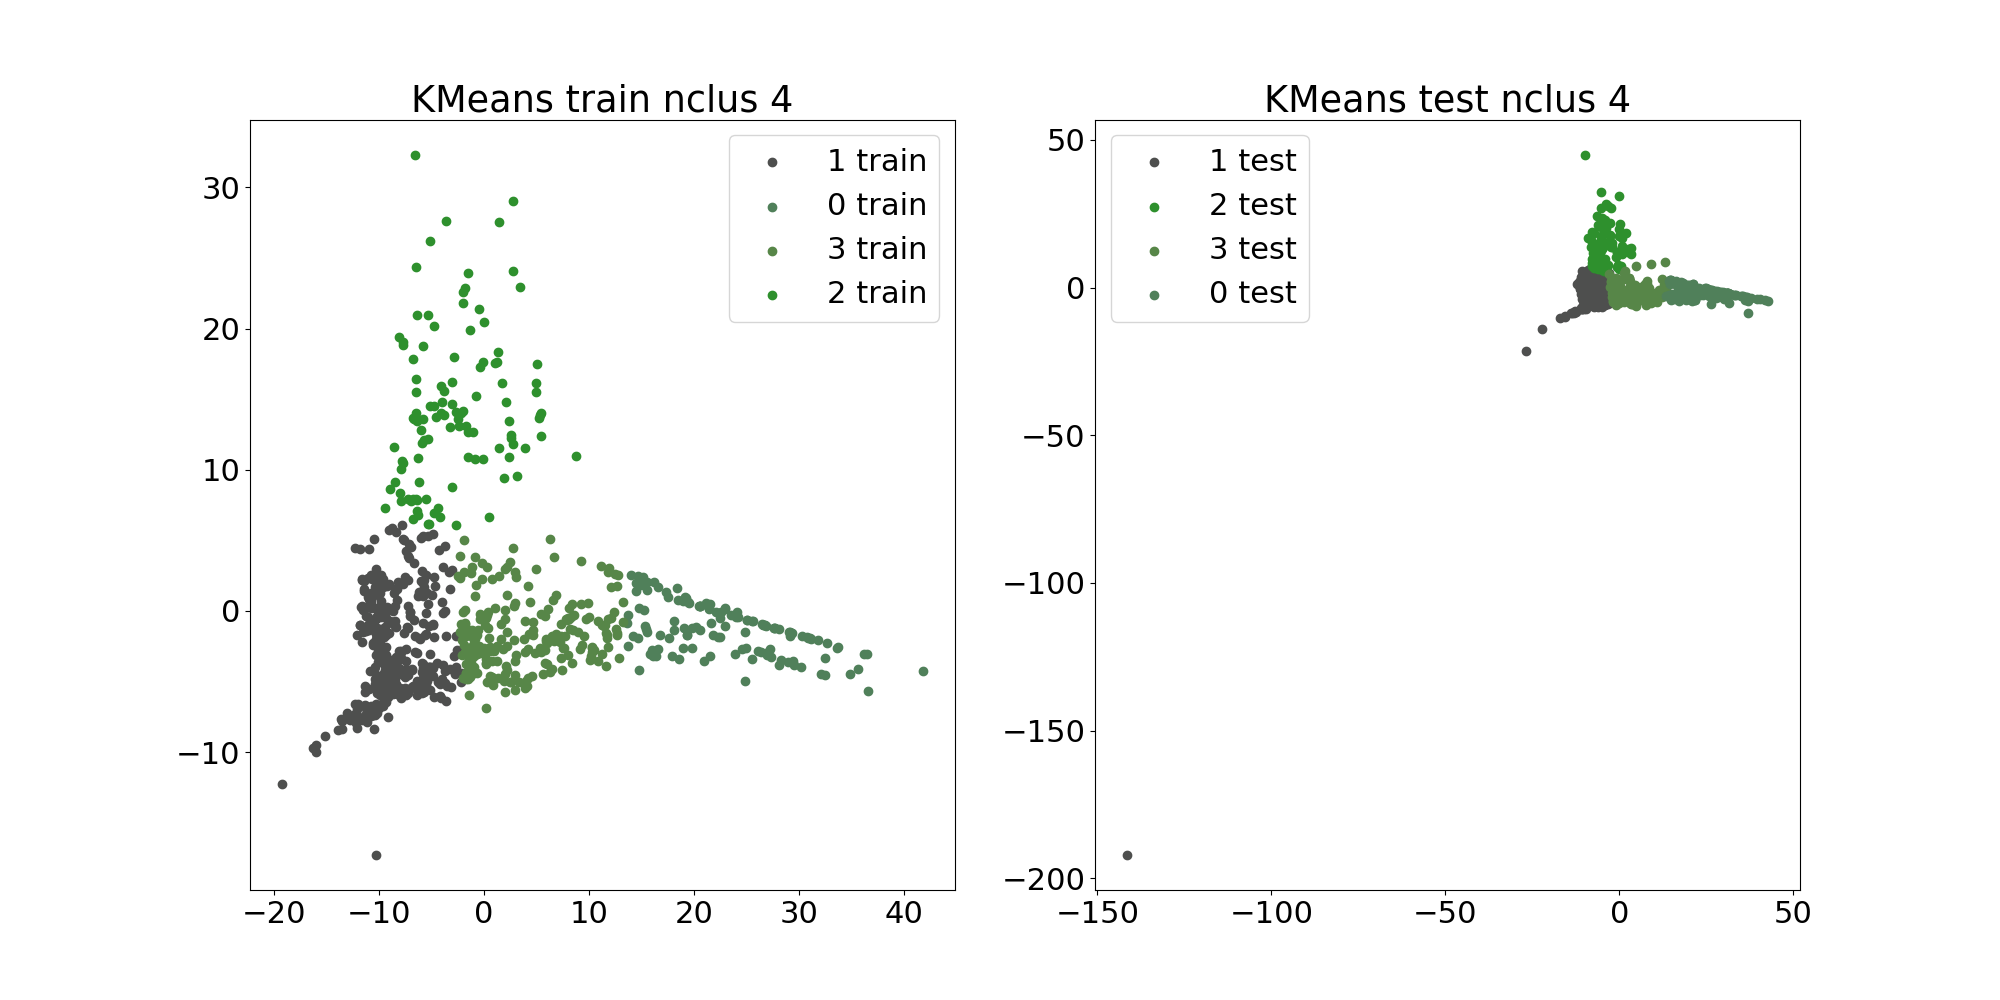 KMeans train nclus 4
1 train
0 train
3 train
2 train
30
20
10
0
−10
−20 −10 0 10 20 30 40
KMeans test nclus 4
1 test
2 test
3 test
0 test
50
0
−50
−100
−150
−200
−150 −100 −50 0 50